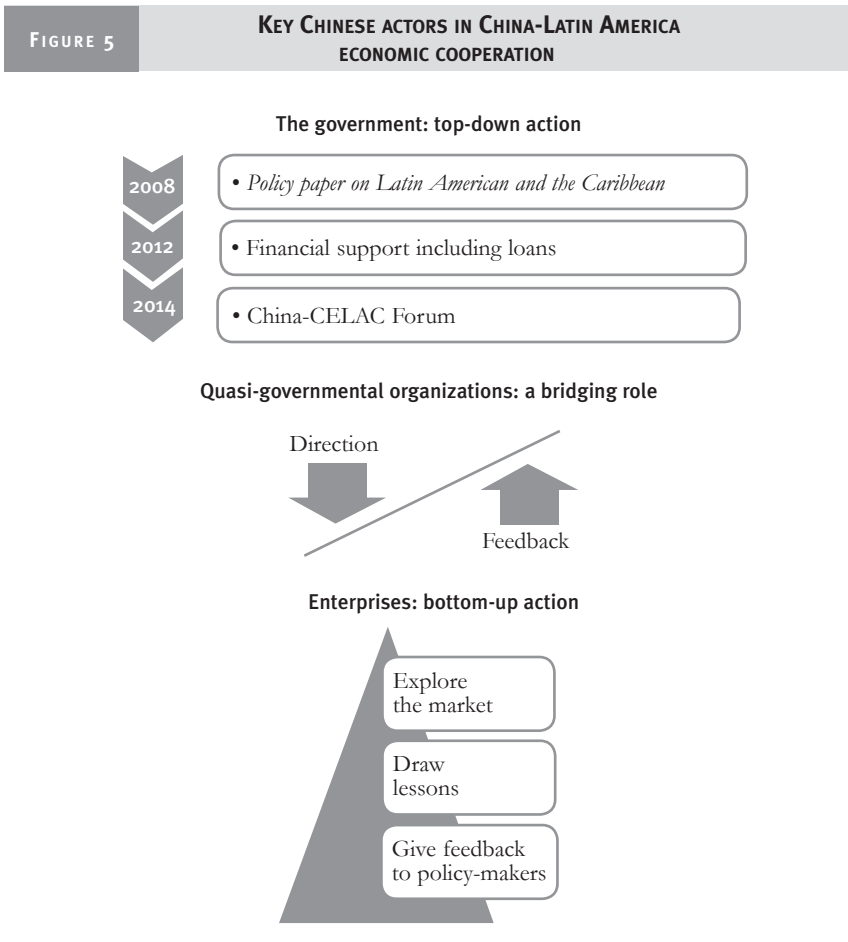 FIGURE 5
KEY CHINESE ACTORS IN CHINA-LATIN AMERICA
ECONOMIC COOPERATION
The government: top-down action
2008
• Policy paper on Latin American and the Caribbean
2012
• Financial support including loans
2014
• China-CELAC Forum
Quasi-governmental organizations: a bridging role
Direction
Feedback
Enterprises: bottom-up action
Explore
the market
Draw
lessons
Give feedback
to policy-makers